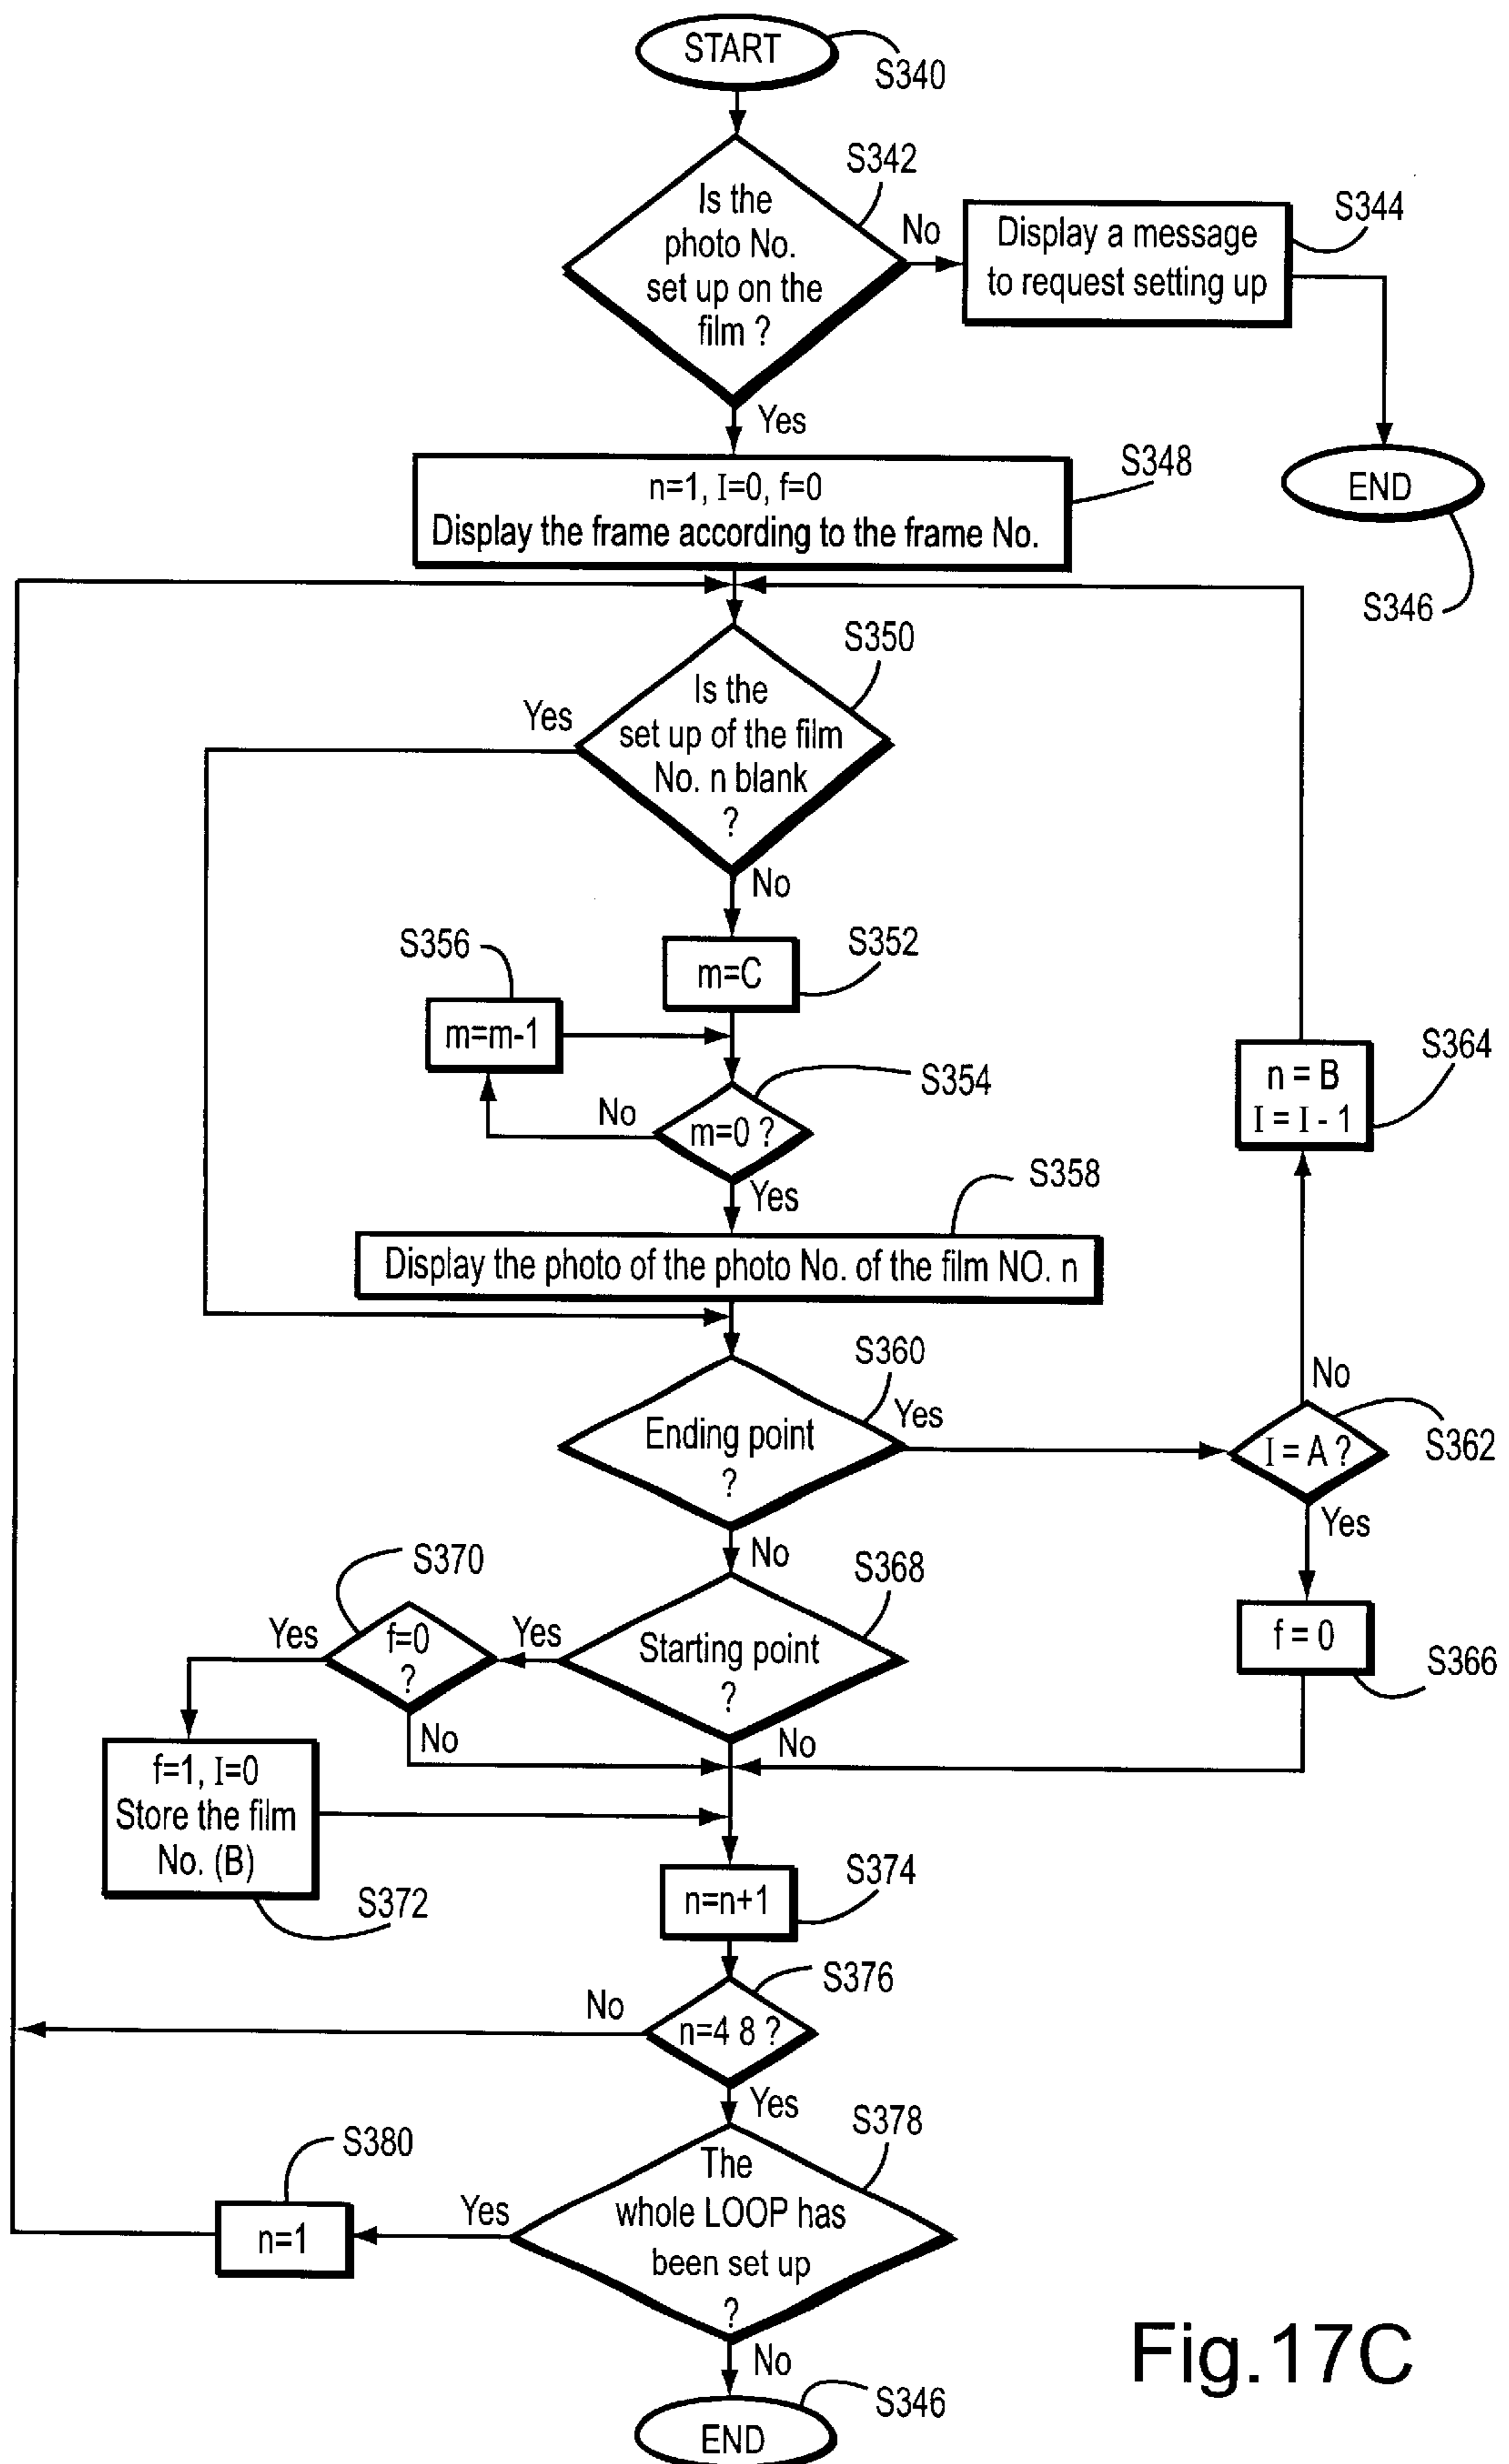 START
S340
S342
Is the
photo No.
set up on the
film ?
No
Display a message
to request setting up
S344
Yes
n=1, I=0, f=0
Display the frame according to the frame No.
S348
END
S346
S350
Is the
set up of the film
No. n blank
?
Yes
No
S356
m=C
S352
m=m-1
S354
No
m=0 ?
n = B
I = I - 1
S364
Yes
S358
Display the photo of the photo No. of the film NO. n
S360
Ending point
?
Yes
No
I = A ?
S362
Yes
No
S370
S368
Yes
f=0
?
Yes
Starting point
?
f = 0
S366
No
No
f=1, I=0
Store the film
No. (B)
S372
n=n+1
S374
S376
No
n=4 8 ?
Yes
S378
S380
The
whole LOOP has
been set up
?
Yes
n=1
No
S346
END
Fig.17C